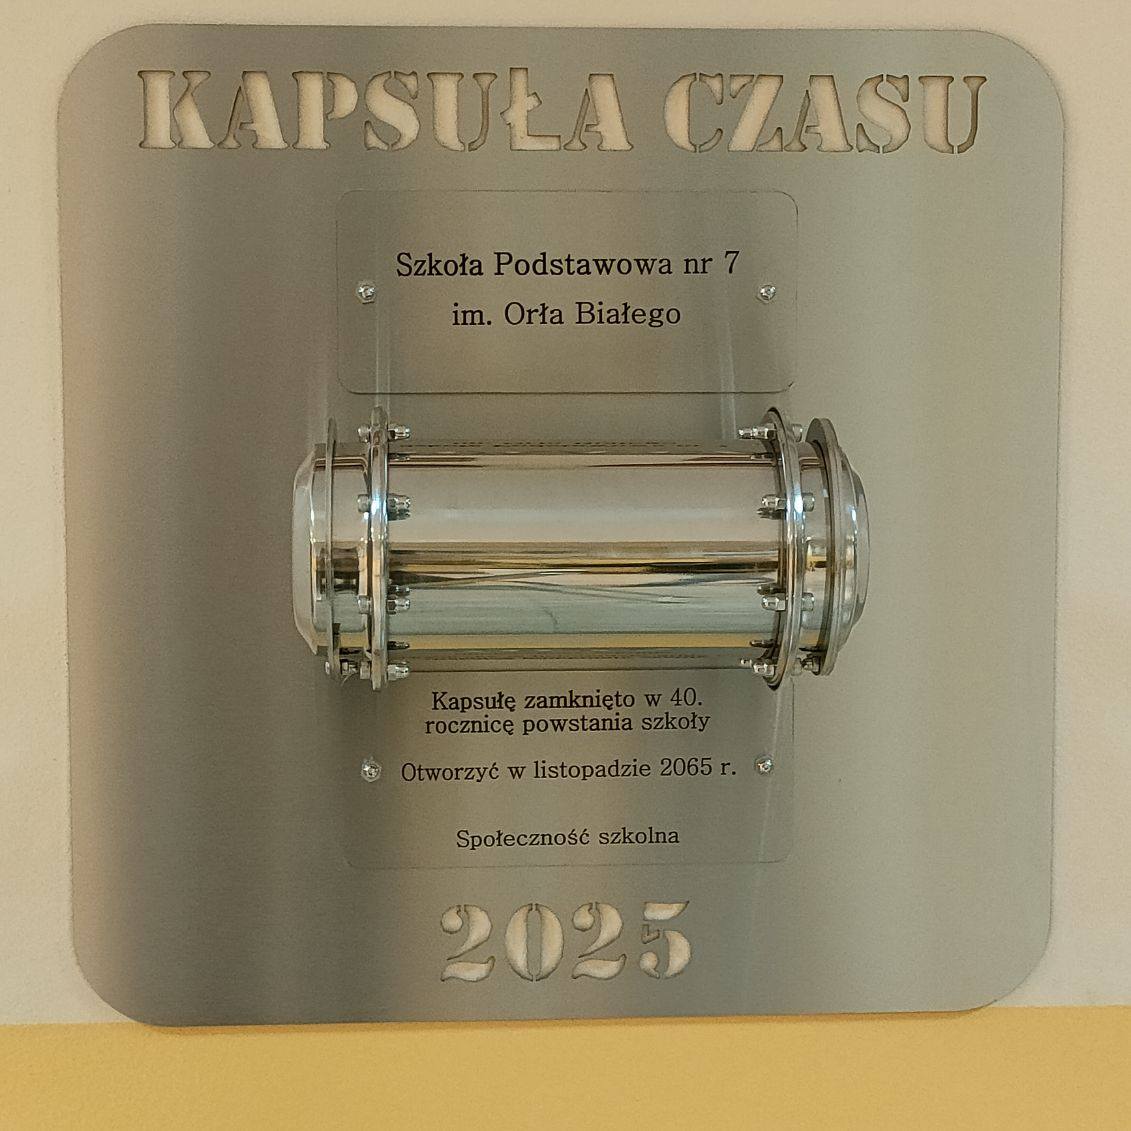 KAPSUŁA CZASU
Szkoła Podstawowa nr 7
im. Orła Białego
Kapsułę zamknięto w 40.
rocznicę powstania szkoły
Otworzyć w listopadzie 2065 r.
Społeczność szkolna
2025